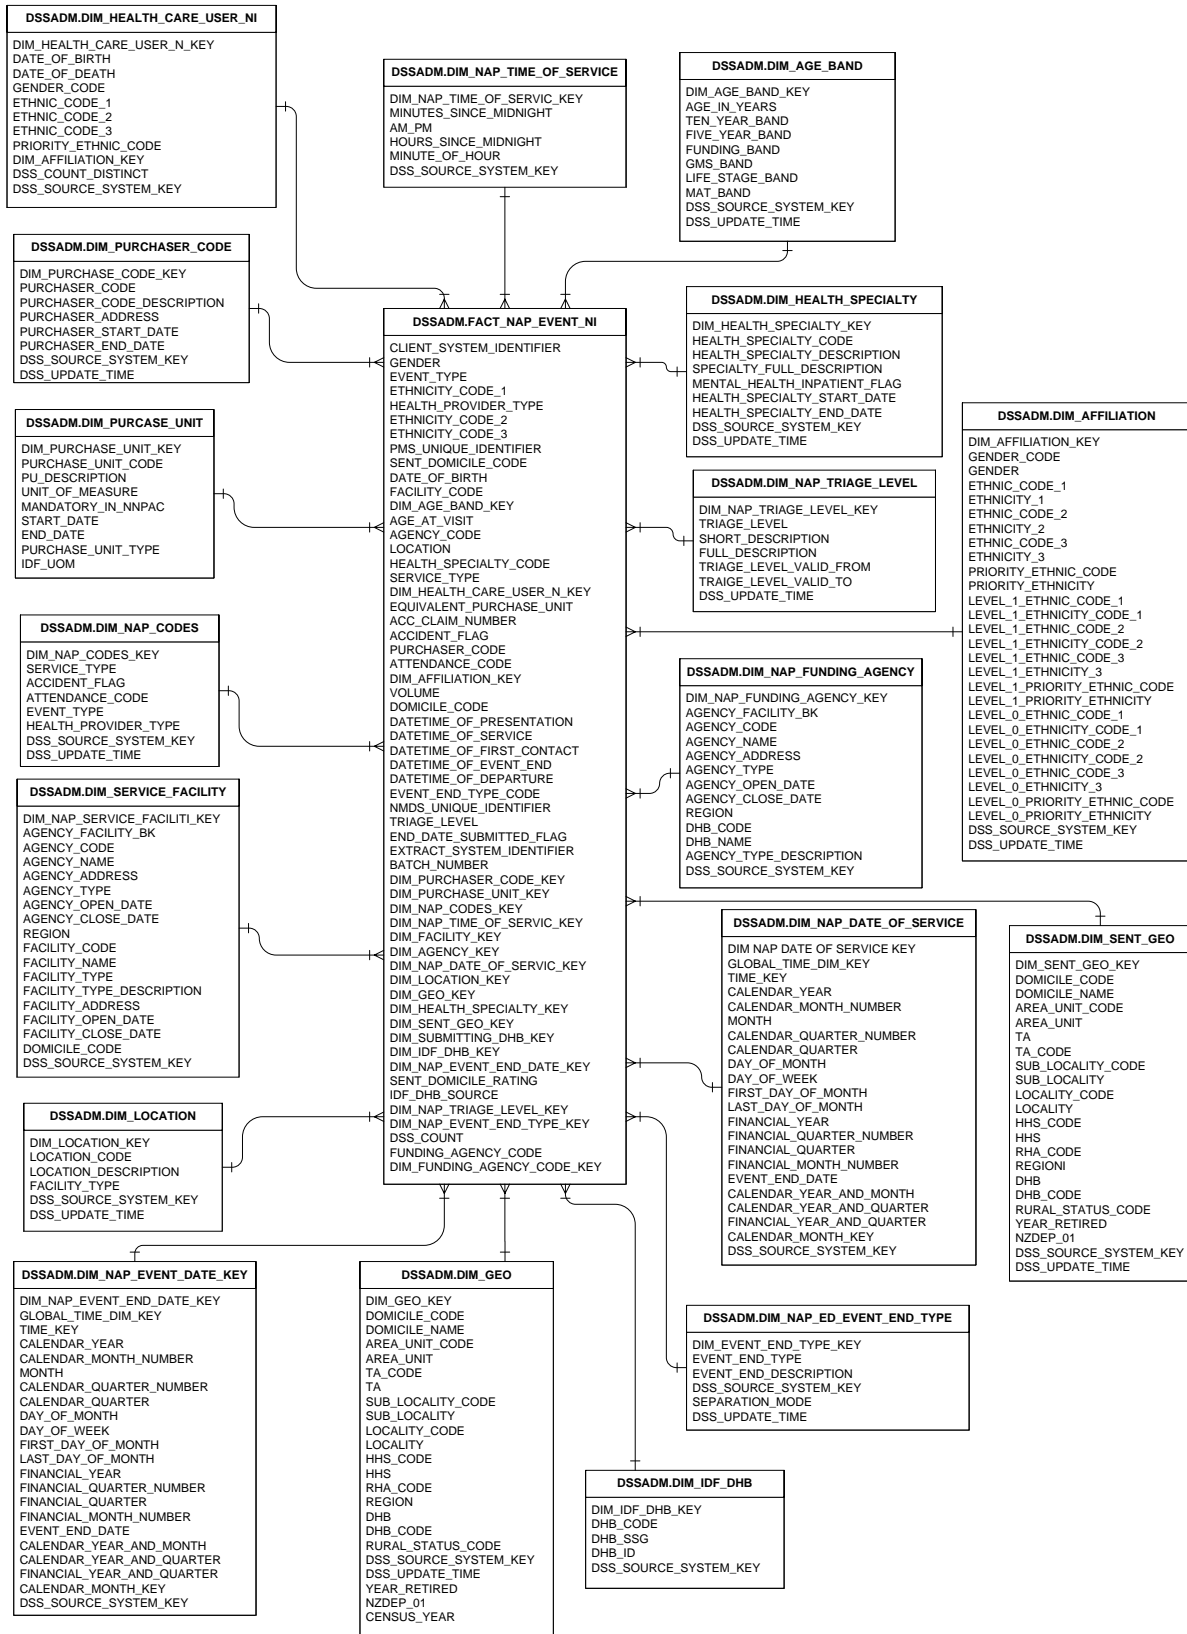 DSSADM.DIM_HEALTH_CARE_USER_NI
DIM_HEALTH_CARE_USER_N_KEY
DATE_OF_BIRTH
DATE_OF_DEATH
GENDER_CODE
ETHNIC_CODE_1
ETHNIC_CODE_2
ETHNIC_CODE_3
PRIORITY_ETHNIC_CODE
DIM_AFFILIATION_KEY
DSS_COUNT_DISTINCT
DSS_SOURCE_SYSTEM_KEY
DSSADM.DIM_NAP_TIME_OF_SERVICE
DIM_NAP_TIME_OF_SERVIC_KEY
MINUTES_SINCE_MIDNIGHT
AM_PM
HOURS_SINCE_MIDNIGHT
MINUTE_OF_HOUR
DSS_SOURCE_SYSTEM_KEY
DSSADM.DIM_AGE_BAND
DIM_AGE_BAND_KEY
AGE_IN_YEARS
TEN_YEAR_BAND
FIVE_YEAR_BAND
FUNDING_BAND
GMS_BAND
LIFE_STAGE_BAND
MAT_BAND
DSS_SOURCE_SYSTEM_KEY
DSS_UPDATE_TIME
DSSADM.DIM_PURCHASER_CODE
DIM_PURCHASE_CODE_KEY
PURCHASER_CODE
PURCHASER_CODE_DESCRIPTION
PURCHASER_ADDRESS
PURCHASER_START_DATE
PURCHASER_END_DATE
DSS_SOURCE_SYSTEM_KEY
DSS_UPDATE_TIME
DSSADM.DIM_PURCASE_UNIT
DIM_PURCHASE_UNIT_KEY
PURCHASE_UNIT_CODE
PU_DESCRIPTION
UNIT_OF_MEASURE
MANDATORY_IN_NNPAC
START_DATE
END_DATE
PURCHASE_UNIT_TYPE
IDF_UOM
DSSADM.DIM_NAP_CODES
DIM_NAP_CODES_KEY
SERVICE_TYPE
ACCIDENT_FLAG
ATTENDANCE_CODE
EVENT_TYPE
HEALTH_PROVIDER_TYPE
DSS_SOURCE_SYSTEM_KEY
DSS_UPDATE_TIME
DSSADM.DIM_SERVICE_FACILITY
DIM_NAP_SERVICE_FACILITI_KEY
AGENCY_FACILITY_BK
AGENCY_CODE
AGENCY_NAME
AGENCY_ADDRESS
AGENCY_TYPE
AGENCY_OPEN_DATE
AGENCY_CLOSE_DATE
REGION
FACILITY_CODE
FACILITY_NAME
FACILITY_TYPE
FACILITY_TYPE_DESCRIPTION
FACILITY_ADDRESS
FACILITY_OPEN_DATE
FACILITY_CLOSE_DATE
DOMICILE_CODE
DSS_SOURCE_SYSTEM_KEY
DSSADM.DIM_LOCATION
DIM_LOCATION_KEY
LOCATION_CODE
LOCATION_DESCRIPTION
FACILITY_TYPE
DSS_SOURCE_SYSTEM_KEY
DSS_UPDATE_TIME
DSSADM.DIM_NAP_EVENT_DATE_KEY
DIM_NAP_EVENT_END_DATE_KEY
GLOBAL_TIME_DIM_KEY
TIME_KEY
CALENDAR_YEAR
CALENDAR_MONTH_NUMBER
MONTH
CALENDAR_QUARTER_NUMBER
CALENDAR_QUARTER
DAY_OF_MONTH
DAY_OF_WEEK
FIRST_DAY_OF_MONTH
LAST_DAY_OF_MONTH
FINANCIAL_YEAR
FINANCIAL_QUARTER_NUMBER
FINANCIAL_QUARTER
FINANCIAL_MONTH_NUMBER
EVENT_END_DATE
CALENDAR_YEAR_AND_MONTH
CALENDAR_YEAR_AND_QUARTER
FINANCIAL_YEAR_AND_QUARTER
CALENDAR_MONTH_KEY
DSS_SOURCE_SYSTEM_KEY
DSSADM.FACT_NAP_EVENT_NI
CLIENT_SYSTEM_IDENTIFIER
GENDER
EVENT_TYPE
ETHNICITY_CODE_1
HEALTH_PROVIDER_TYPE
ETHNICITY_CODE_2
ETHNICITY_CODE_3
PMS_UNIQUE_IDENTIFIER
SENT_DOMICILE_CODE
DATE_OF_BIRTH
FACILITY_CODE
DIM_AGE_BAND_KEY
AGE_AT_VISIT
AGENCY_CODE
LOCATION
HEALTH_SPECIALTY_CODE
SERVICE_TYPE
DIM_HEALTH_CARE_USER_N_KEY
EQUIVALENT_PURCHASE_UNIT
ACC_CLAIM_NUMBER
ACCIDENT_FLAG
PURCHASER_CODE
ATTENDANCE_CODE
DIM_AFFILIATION_KEY
VOLUME
DOMICILE_CODE
DATETIME_OF_PRESENTATION
DATETIME_OF_SERVICE
DATETIME_OF_FIRST_CONTACT
DATETIME_OF_EVENT_END
DATETIME_OF_DEPARTURE
EVENT_END_TYPE_CODE
NMDS_UNIQUE_IDENTIFIER
TRIAGE_LEVEL
END_DATE_SUBMITTED_FLAG
EXTRACT_SYSTEM_IDENTIFIER
BATCH_NUMBER
DIM_PURCHASER_CODE_KEY
DIM_PURCHASE_UNIT_KEY
DIM_NAP_CODES_KEY
DIM_NAP_TIME_OF_SERVIC_KEY
DIM_FACILITY_KEY
DIM_AGENCY_KEY
DIM_NAP_DATE_OF_SERVIC_KEY
DIM_LOCATION_KEY
DIM_GEO_KEY
DIM_HEALTH_SPECIALTY_KEY
DIM_SENT_GEO_KEY
DIM_SUBMITTING_DHB_KEY
DIM_IDF_DHB_KEY
DIM_NAP_EVENT_END_DATE_KEY
SENT_DOMICILE_RATING
IDF_DHB_SOURCE
DIM_NAP_TRIAGE_LEVEL_KEY
DIM_NAP_EVENT_END_TYPE_KEY
DSS_COUNT
FUNDING_AGENCY_CODE
DIM_FUNDING_AGENCY_CODE_KEY
DSSADM.DIM_GEO
DIM_GEO_KEY
DOMICILE_CODE
DOMICILE_NAME
AREA_UNIT_CODE
AREA_UNIT
TA_CODE
TA
SUB_LOCALITY_CODE
SUB_LOCALITY
LOCALITY_CODE
LOCALITY
HHS_CODE
HHS
RHA_CODE
REGION
DHB
DHB_CODE
RURAL_STATUS_CODE
DSS_SOURCE_SYSTEM_KEY
DSS_UPDATE_TIME
YEAR_RETIRED
NZDEP_01
CENSUS_YEAR
DSSADM.DIM_HEALTH_SPECIALTY
DIM_HEALTH_SPECIALTY_KEY
HEALTH_SPECIALTY_CODE
HEALTH_SPECIALTY_DESCRIPTION
SPECIALTY_FULL_DESCRIPTION
MENTAL_HEALTH_INPATIENT_FLAG
HEALTH_SPECIALTY_START_DATE
HEALTH_SPECIALTY_END_DATE
DSS_SOURCE_SYSTEM_KEY
DSS_UPDATE_TIME
DSSADM.DIM_NAP_TRIAGE_LEVEL
DIM_NAP_TRIAGE_LEVEL_KEY
TRIAGE_LEVEL
SHORT_DESCRIPTION
FULL_DESCRIPTION
TRIAGE_LEVEL_VALID_FROM
TRAIGE_LEVEL_VALID_TO
DSS_UPDATE_TIME
DSSADM.DIM_NAP_FUNDING_AGENCY
DIM_NAP_FUNDING_AGENCY_KEY
AGENCY_FACILITY_BK
AGENCY_CODE
AGENCY_NAME
AGENCY_ADDRESS
AGENCY_TYPE
AGENCY_OPEN_DATE
AGENCY_CLOSE_DATE
REGION
DHB_CODE
DHB_NAME
AGENCY_TYPE_DESCRIPTION
DSS_SOURCE_SYSTEM_KEY
DSSADM.DIM_AFFILIATION
DIM_AFFILIATION_KEY
GENDER_CODE
GENDER
ETHNIC_CODE_1
ETHNICITY_1
ETHNIC_CODE_2
ETHNICITY_2
ETHNIC_CODE_3
ETHNICITY_3
PRIORITY_ETHNIC_CODE
PRIORITY_ETHNICITY
LEVEL_1_ETHNIC_CODE_1
LEVEL_1_ETHNICITY_CODE_1
LEVEL_1_ETHNIC_CODE_2
LEVEL_1_ETHNICITY_CODE_2
LEVEL_1_ETHNIC_CODE_3
LEVEL_1_ETHNICITY_3
LEVEL_1_PRIORITY_ETHNIC_CODE
LEVEL_1_PRIORITY_ETHNICITY
LEVEL_0_ETHNIC_CODE_1
LEVEL_0_ETHNICITY_CODE_1
LEVEL_0_ETHNIC_CODE_2
LEVEL_0_ETHNICITY_CODE_2
LEVEL_0_ETHNIC_CODE_3
LEVEL_0_ETHNICITY_3
LEVEL_0_PRIORITY_ETHNIC_CODE
LEVEL_0_PRIORITY_ETHNICITY
DSS_SOURCE_SYSTEM_KEY
DSS_UPDATE_TIME
DSSADM.DIM_NAP_DATE_OF_SERVICE
DIM NAP DATE OF SERVICE KEY
GLOBAL_TIME_DIM_KEY
TIME_KEY
CALENDAR_YEAR
CALENDAR_MONTH_NUMBER
MONTH
CALENDAR_QUARTER_NUMBER
CALENDAR_QUARTER
DAY_OF_MONTH
DAY_OF_WEEK
FIRST_DAY_OF_MONTH
LAST_DAY_OF_MONTH
FINANCIAL_YEAR
FINANCIAL_QUARTER_NUMBER
FINANCIAL_QUARTER
FINANCIAL_MONTH_NUMBER
EVENT_END_DATE
CALENDAR_YEAR_AND_MONTH
CALENDAR_YEAR_AND_QUARTER
FINANCIAL_YEAR_AND_QUARTER
CALENDAR_MONTH_KEY
DSS_SOURCE_SYSTEM_KEY
DSSADM.DIM_SENT_GEO
DIM_SENT_GEO_KEY
DOMICILE_CODE
DOMICILE_NAME
AREA_UNIT_CODE
AREA_UNIT
TA
TA_CODE
SUB_LOCALITY_CODE
SUB_LOCALITY
LOCALITY_CODE
LOCALITY
HHS_CODE
HHS
RHA_CODE
REGIONI
DHB
DHB_CODE
RURAL_STATUS_CODE
YEAR_RETIRED
NZDEP_01
DSS_SOURCE_SYSTEM_KEY
DSS_UPDATE_TIME
DSSADM.DIM_NAP_ED_EVENT_END_TYPE
DIM_EVENT_END_TYPE_KEY
EVENT_END_TYPE
EVENT_END_DESCRIPTION
DSS_SOURCE_SYSTEM_KEY
SEPARATION_MODE
DSS_UPDATE_TIME
DSSADM.DIM_IDF_DHB
DIM_IDF_DHB_KEY
DHB_CODE
DHB_SSG
DHB_ID
DSS_SOURCE_SYSTEM_KEY